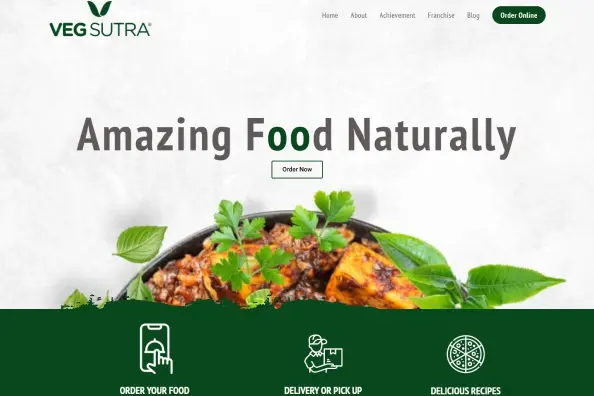 VEG SUTRA®
Home About Achievement Franchise Blog Order Online
Amazing Food Naturally
Order Now
ORDER YOUR FOOD DELIVERY OR PICK UP DELICIOUS RECIPES